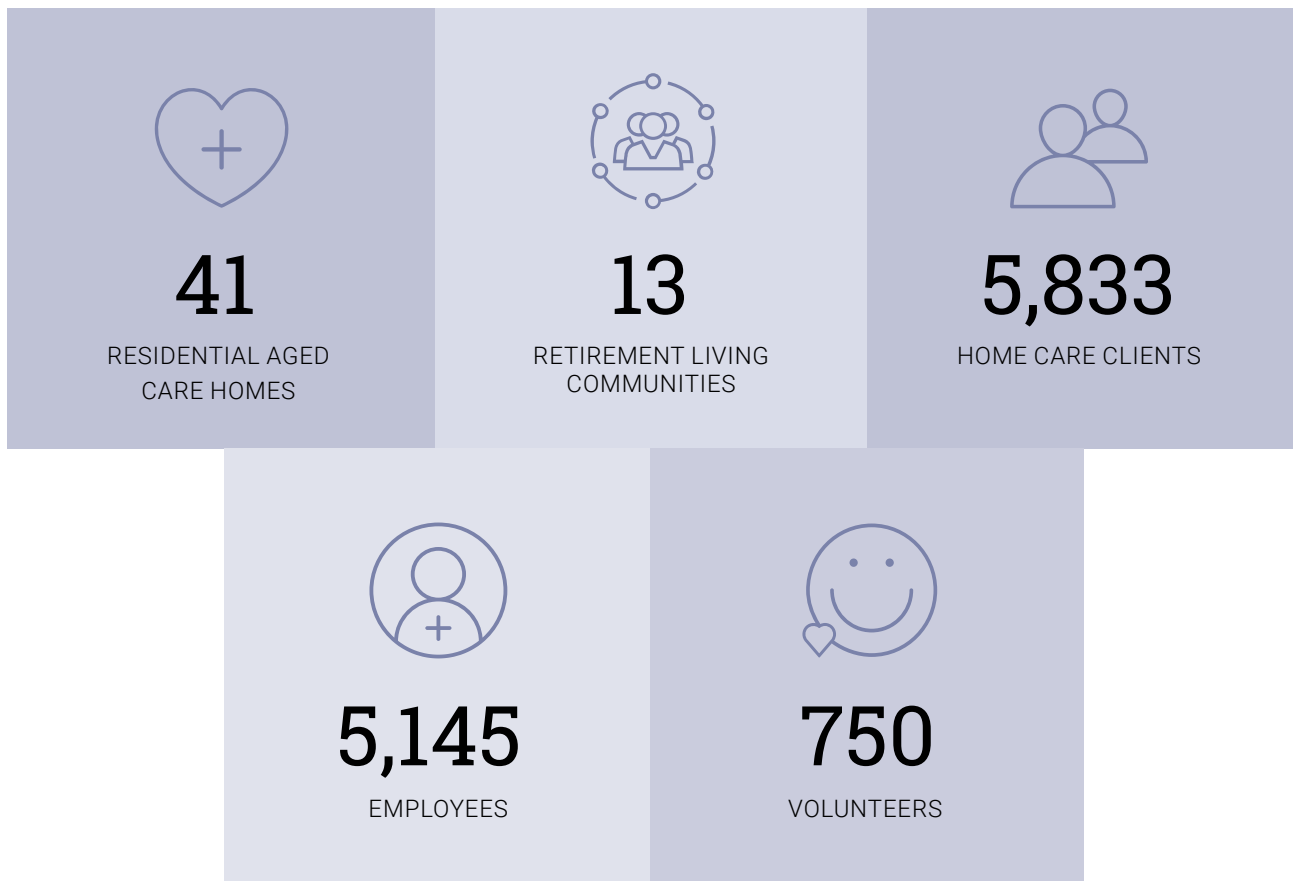 41
RESIDENTIAL AGED
CARE HOMES
13
RETIREMENT LIVING
COMMUNITIES
5,833
HOME CARE CLIENTS
5,145
EMPLOYEES
750
VOLUNTEERS